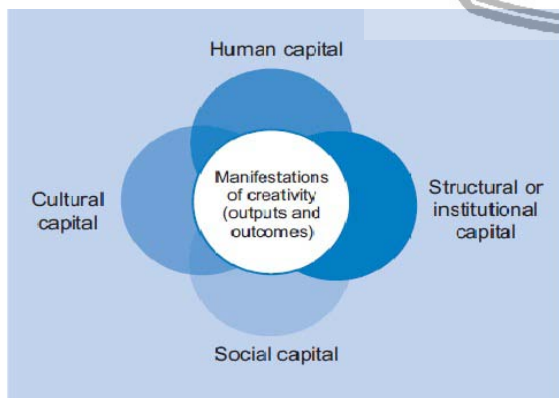 Human capital
Cultural
capital
Manifestations
of creativity
(outputs and
outcomes)
Structural or
institutional
capital
Social capital